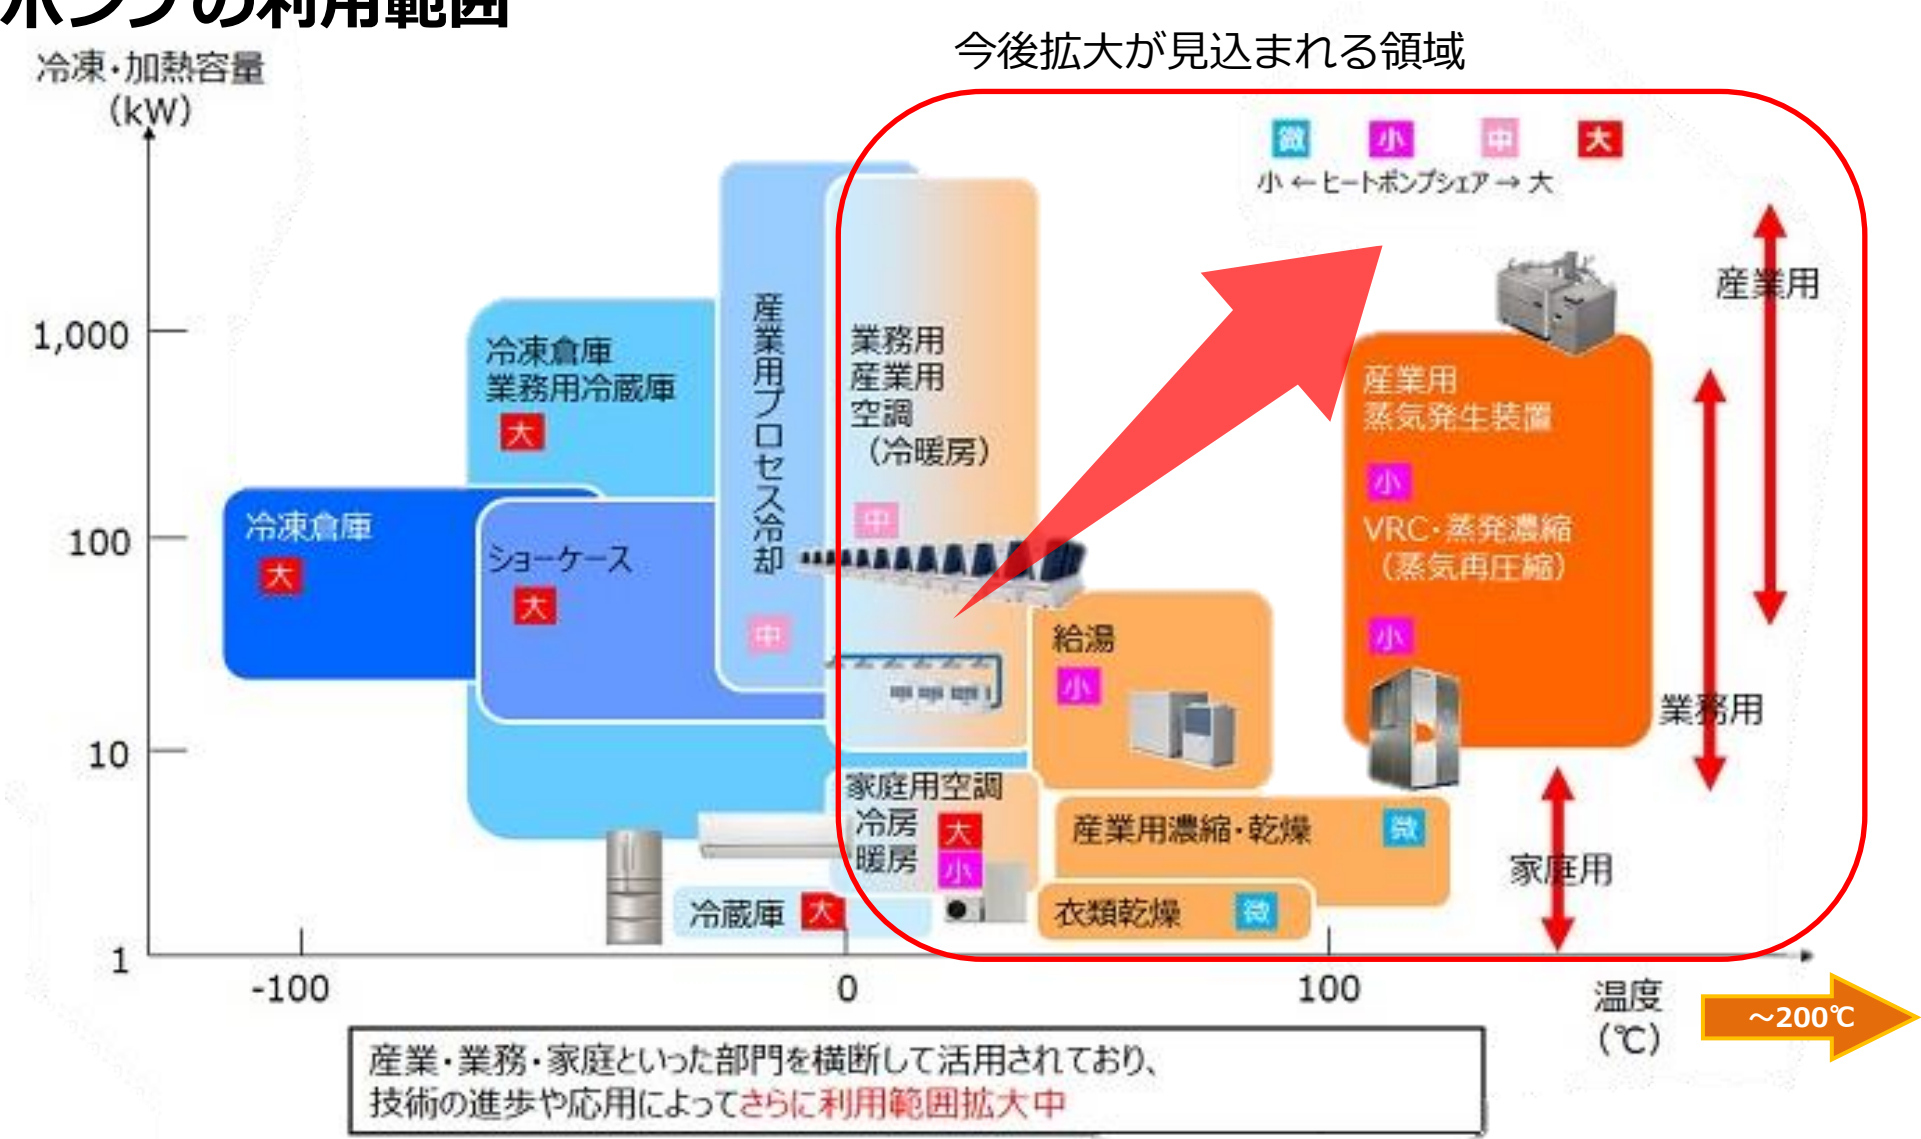 ポンプの利用範囲
冷凍・加熱容量
（kW）
今後拡大が見込まれる領域
微 小 中 大
小 ← ヒートポンプシェア → 大
1,000
100
10
1
冷凍倉庫
業務用冷蔵庫
大
冷凍倉庫
大
ショーケース
大
産業用プロセス冷却
中
業務用
産業用
空調
（冷暖房）
中
給湯
小
産業用
蒸気発生装置
小
VRC・蒸発濃縮
（蒸気再圧縮）
小
産業用
業務用
家庭用
家庭用空調
冷房 大
暖房 小
産業用濃縮・乾燥 微
冷蔵庫 大
衣類乾燥 微
-100
0
100
温度
（℃）
～200℃
産業・業務・家庭といった部門を横断して活用されており、
技術の進歩や応用によってさらに利用範囲拡大中